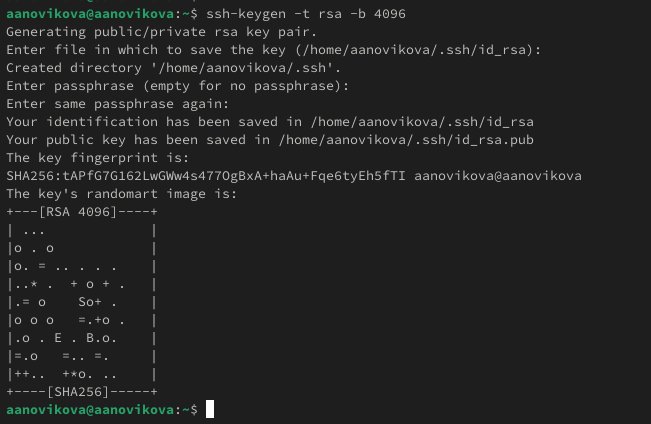 aanovikova@aanovikova:~$ ssh-keygen -t rsa -b 4096
Generating public/private rsa key pair.
Enter file in which to save the key (/home/aanovikova/.ssh/id_rsa):
Created directory '/home/aanovikova/.ssh'.
Enter passphrase (empty for no passphrase):
Enter same passphrase again:
Your identification has been saved in /home/aanovikova/.ssh/id_rsa
Your public key has been saved in /home/aanovikova/.ssh/id_rsa.pub
The key fingerprint is:
SHA256:tAPfG7G162LwGWw4s477OgBxA+haAu+Fqe6tyEh5fTI aanovikova@aanovikova
The key's randomart image is:
+---[RSA 4096]----+
| ...             |
|o . o            |
|o. = .. . . .    |
|..* .  + o + .   |
|.= o    So+ .    |
|o o o   =.+o .   |
|.o . E . B.o.    |
|=.o   =.. =.     |
|++..  +*o. ..    |
+----[SHA256]-----+
aanovikova@aanovikova:~$